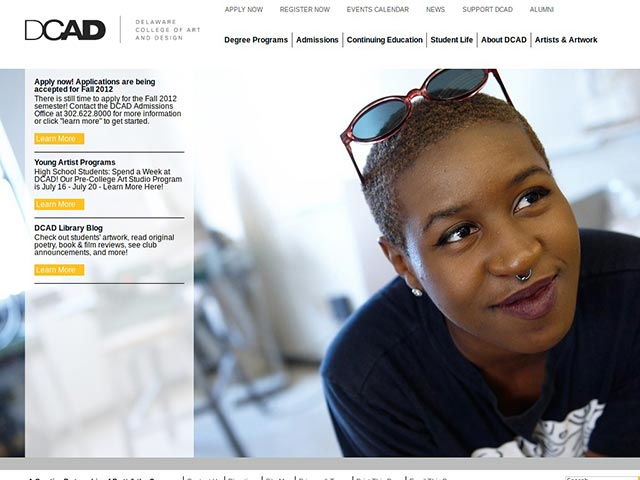 APPLY NOW REGISTER NOW EVENTS CALENDAR NEWS SUPPORT DCAD ALUMNI
DCAD
DELAWARE
COLLEGE OF ART
AND DESIGN
Degree Programs Admissions Continuing Education Student Life About DCAD Artists & Artwork
Apply now! Applications are being
accepted for Fall 2012
There is still time to apply for the Fall 2012
semester! Contact the DCAD Admissions
Office at 302.622.8000 for more information
or click "learn more" to get started.
Learn More
Young Artist Programs
High School Students: Spend a Week at
DCAD! Our Pre-College Art Studio Program
is July 16 - July 20 - Learn More Here!
Learn More
DCAD Library Blog
Check out students' artwork, read original
poetry, book & film reviews, see club
announcements, and more!
Learn More